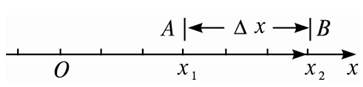 A Δx B
O x₁ x₂ x